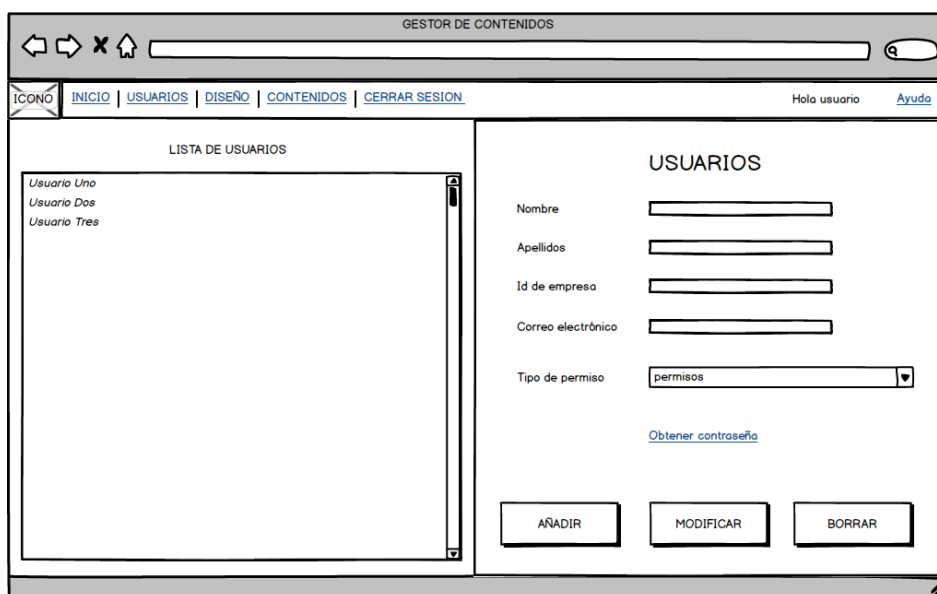 GESTOR DE CONTENIDOS
ICONO INICIO | USUARIOS | DISEÑO | CONTENIDOS | CERRAR SESION Hola usuario Ayuda
LISTA DE USUARIOS
Usuario Uno
Usuario Dos
Usuario Tres
USUARIOS
Nombre
Apellidos
Id de empresa
Correo electrónico
Tipo de permiso permisos
Obtener contraseña
AÑADIR MODIFICAR BORRAR